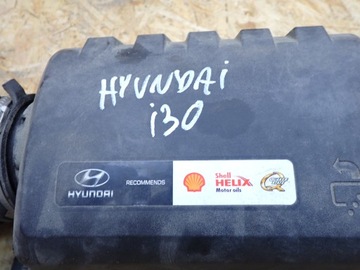 HYUNDAI
i30
HYUNDAI
RECOMMENDS
Shell
HELIX
Motor oils